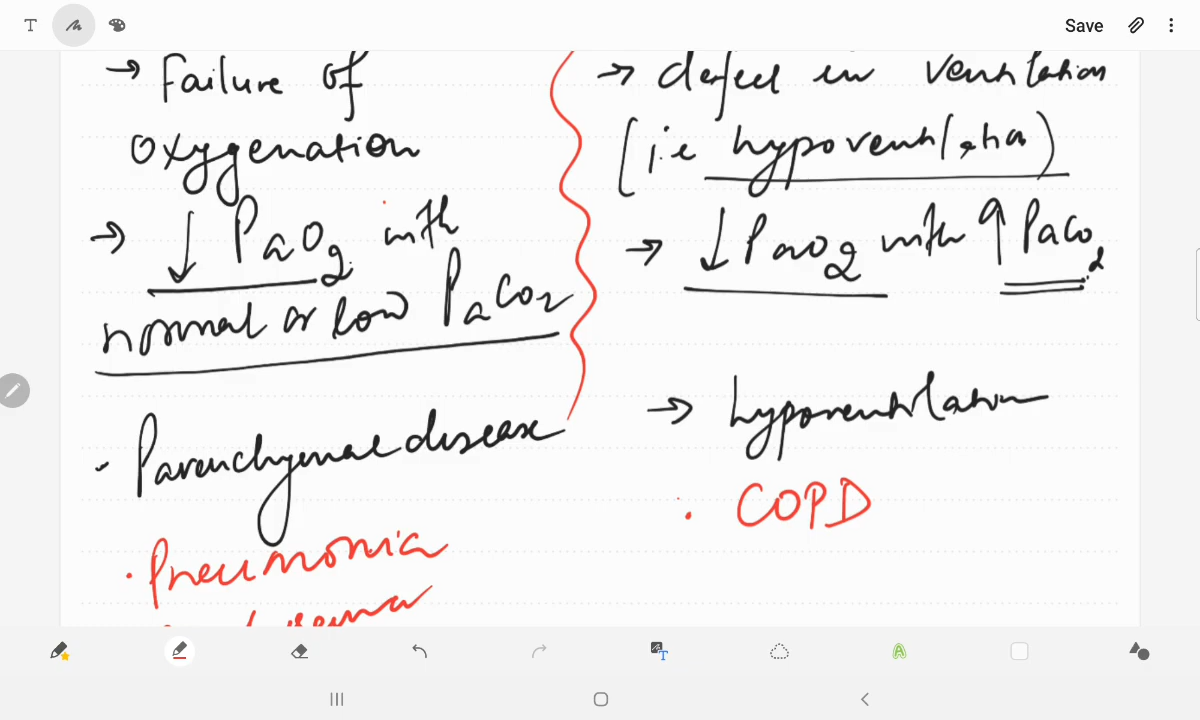 T
Save
→ Failure of
oxygenation
→ ↓ PaO2 with
normal or low PaCO2
Parenchymal disease
· Pneumonia
→ defect in ventilation
(i.e hypoventilation)
→ ↓ PaO2 with ↑ PaCO2
→ hypoventilation
· COPD